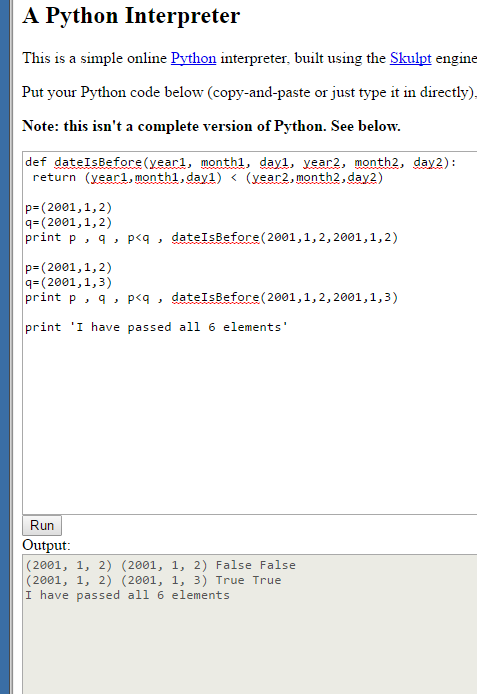 A Python Interpreter
This is a simple online Python interpreter, built using the Skulpt engine
Put your Python code below (copy-and-paste or just type it in directly),
Note: this isn't a complete version of Python. See below.
def dateIsBefore(year1, month1, day1, year2, month2, day2):
 return (year1,month1,day1) < (year2,month2,day2)
p=(2001,1,2)
q=(2001,1,2)
print p , q , p<q , dateIsBefore(2001,1,2,2001,1,2)
p=(2001,1,2)
q=(2001,1,3)
print p , q , p<q , dateIsBefore(2001,1,2,2001,1,3)
print 'I have passed all 6 elements'
Run
Output:
(2001, 1, 2) (2001, 1, 2) False False
(2001, 1, 2) (2001, 1, 3) True True
I have passed all 6 elements